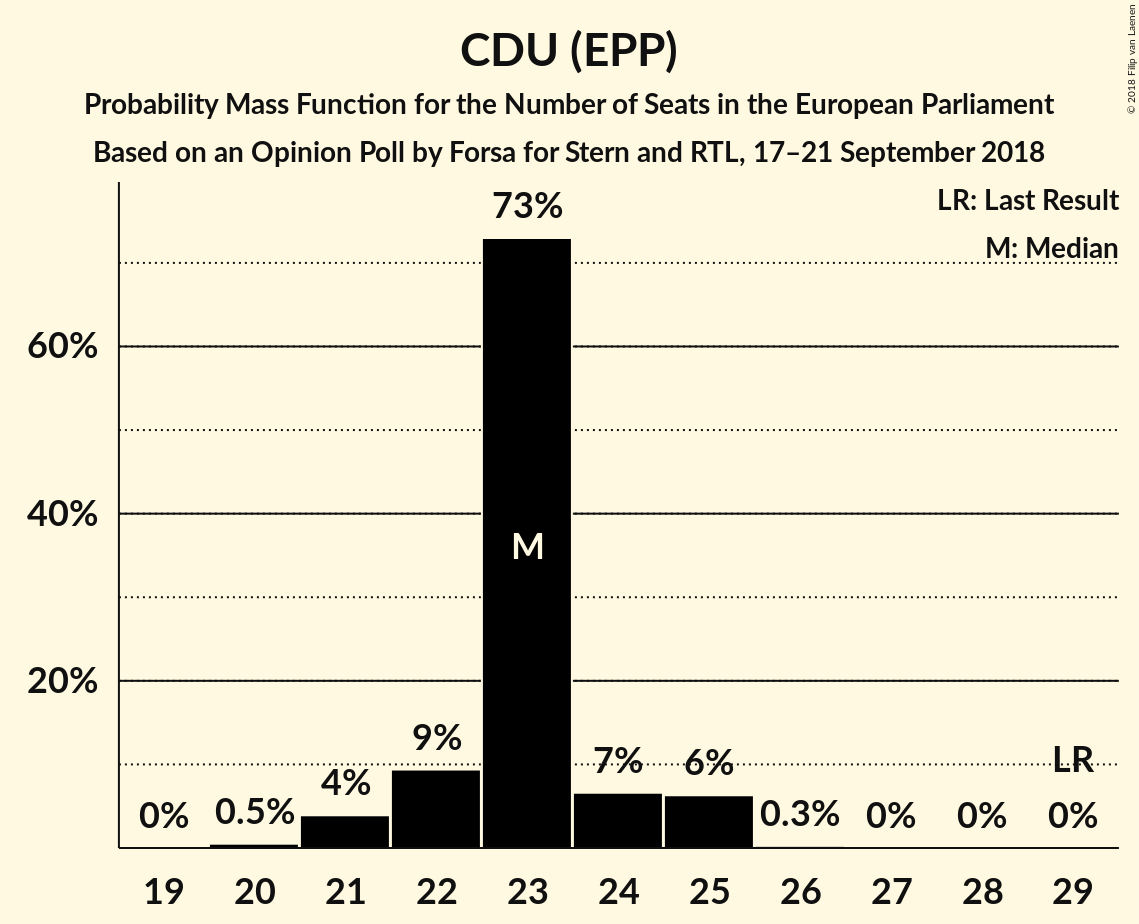 CDU (EPP)
Probability Mass Function for the Number of Seats in the European Parliament
Based on an Opinion Poll by Forsa for Stern and RTL, 17–21 September 2018
© 2018 Filip van Laenen
LR: Last Result
M: Median
73%
60%
40%
20%
M
0%
0.5%
4%
9%
7%
6%
0.3%
0%
0%
LR
0%
19 20 21 22 23 24 25 26 27 28 29